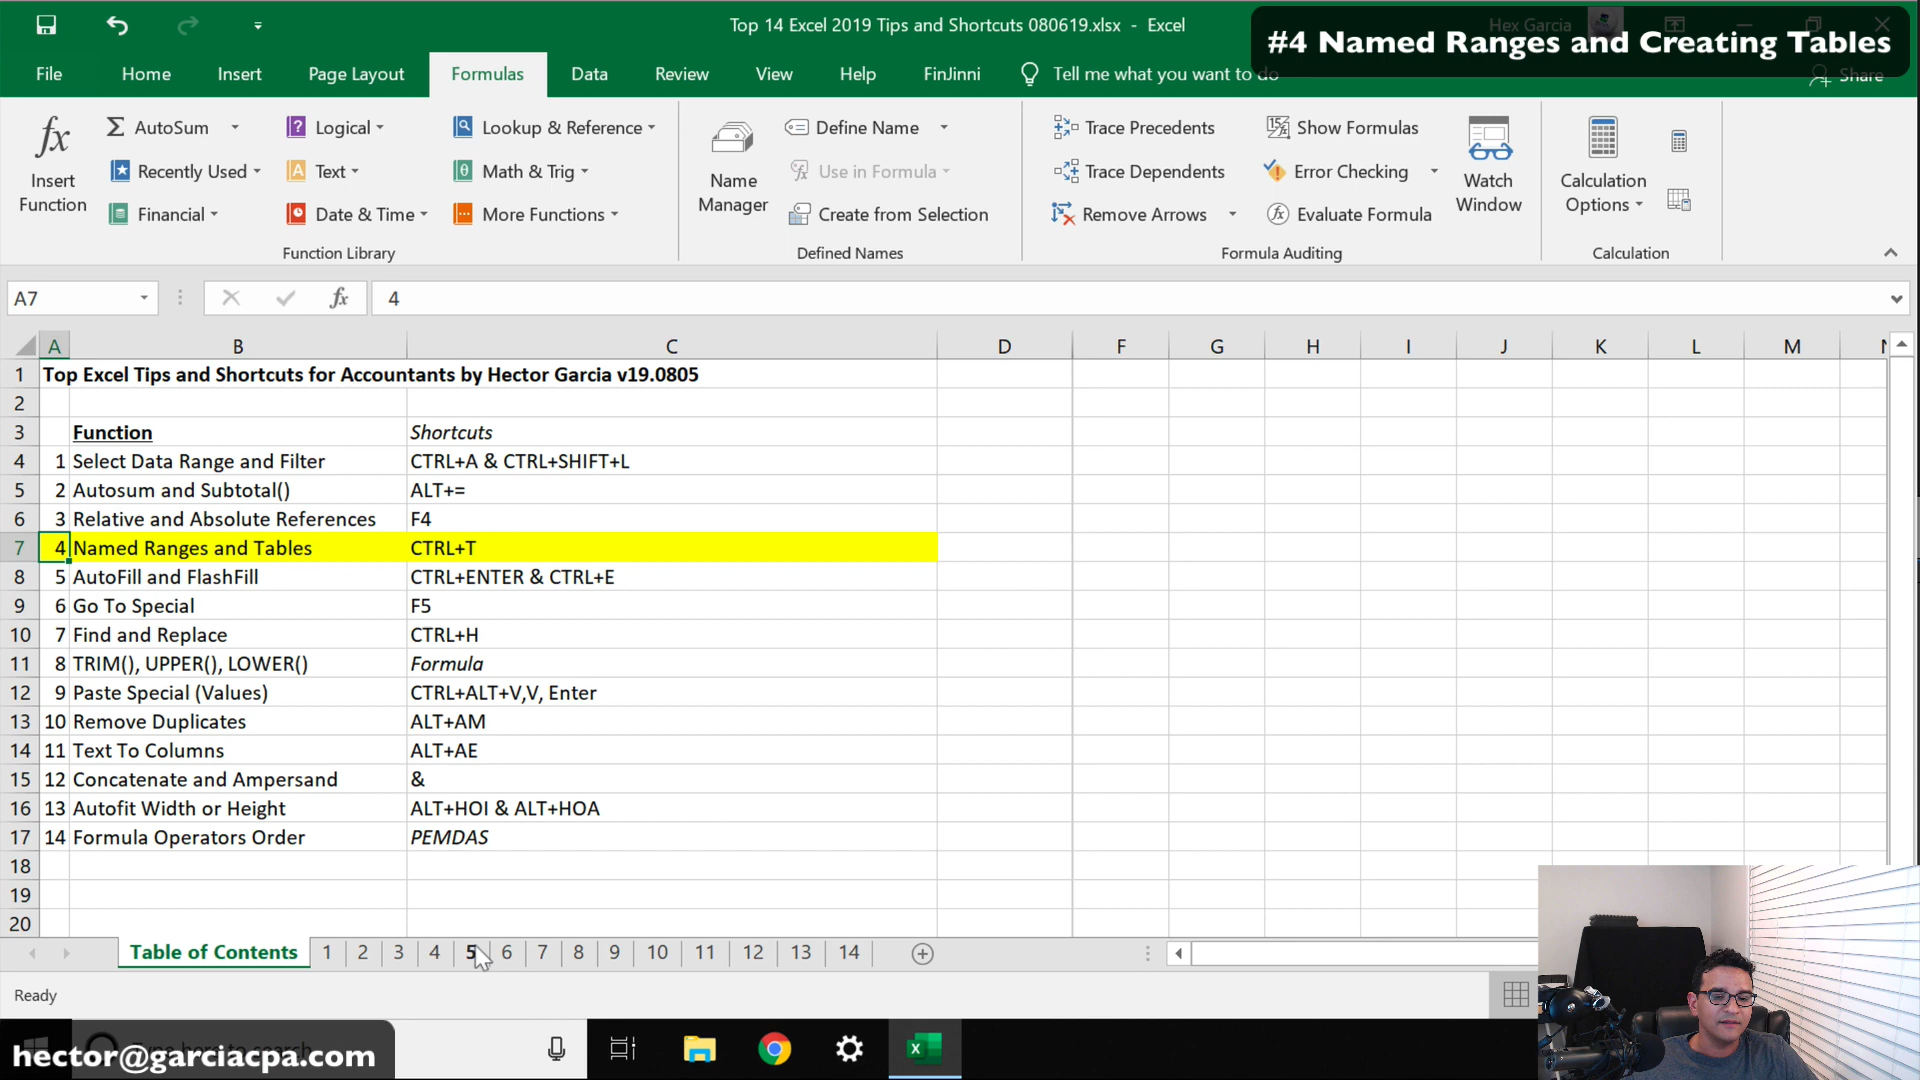 Top 14 Excel 2019 Tips and Shortcuts 080619.xlsx - Excel
Hex Garcia
#4 Named Ranges and Creating Tables
File Home Insert Page Layout Formulas Data Review View Help FinJinni Tell me what you want to do Share
fx AutoSum Logical Lookup & Reference Define Name Trace Precedents Show Formulas
Insert Function Recently Used Text Math & Trig Name Manager Use in Formula Trace Dependents Error Checking Watch Window Calculation Options
Financial Date & Time More Functions Create from Selection Remove Arrows Evaluate Formula
Function Library Defined Names Formula Auditing Calculation
A7 fx 4
A B C D F G H I J K L M
1 Top Excel Tips and Shortcuts for Accountants by Hector Garcia v19.0805
2
3 Function Shortcuts
4 1 Select Data Range and Filter CTRL+A & CTRL+SHIFT+L
5 2 Autosum and Subtotal() ALT+=
6 3 Relative and Absolute References F4
7 4 Named Ranges and Tables CTRL+T
8 5 AutoFill and FlashFill CTRL+ENTER & CTRL+E
9 6 Go To Special F5
10 7 Find and Replace CTRL+H
11 8 TRIM(), UPPER(), LOWER() Formula
12 9 Paste Special (Values) CTRL+ALT+V,V, Enter
13 10 Remove Duplicates ALT+AM
14 11 Text To Columns ALT+AE
15 12 Concatenate and Ampersand &
16 13 Autofit Width or Height ALT+HOI & ALT+HOA
17 14 Formula Operators Order PEMDAS
18
19
20
Table of Contents 1 2 3 4 5 6 7 8 9 10 11 12 13 14
Ready
hector@garciacpa.com